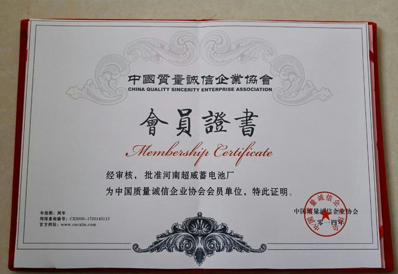 中國質量誠信企業協會
CHINA QUALITY SINCERITY ENTERPRISE ASSOCIATION
會員證書
Membership Certificate
经审核，批准河南超威蓄电池厂
为中国质量诚信企业协会会员单位，特此证明。
中国质量诚信企业协会